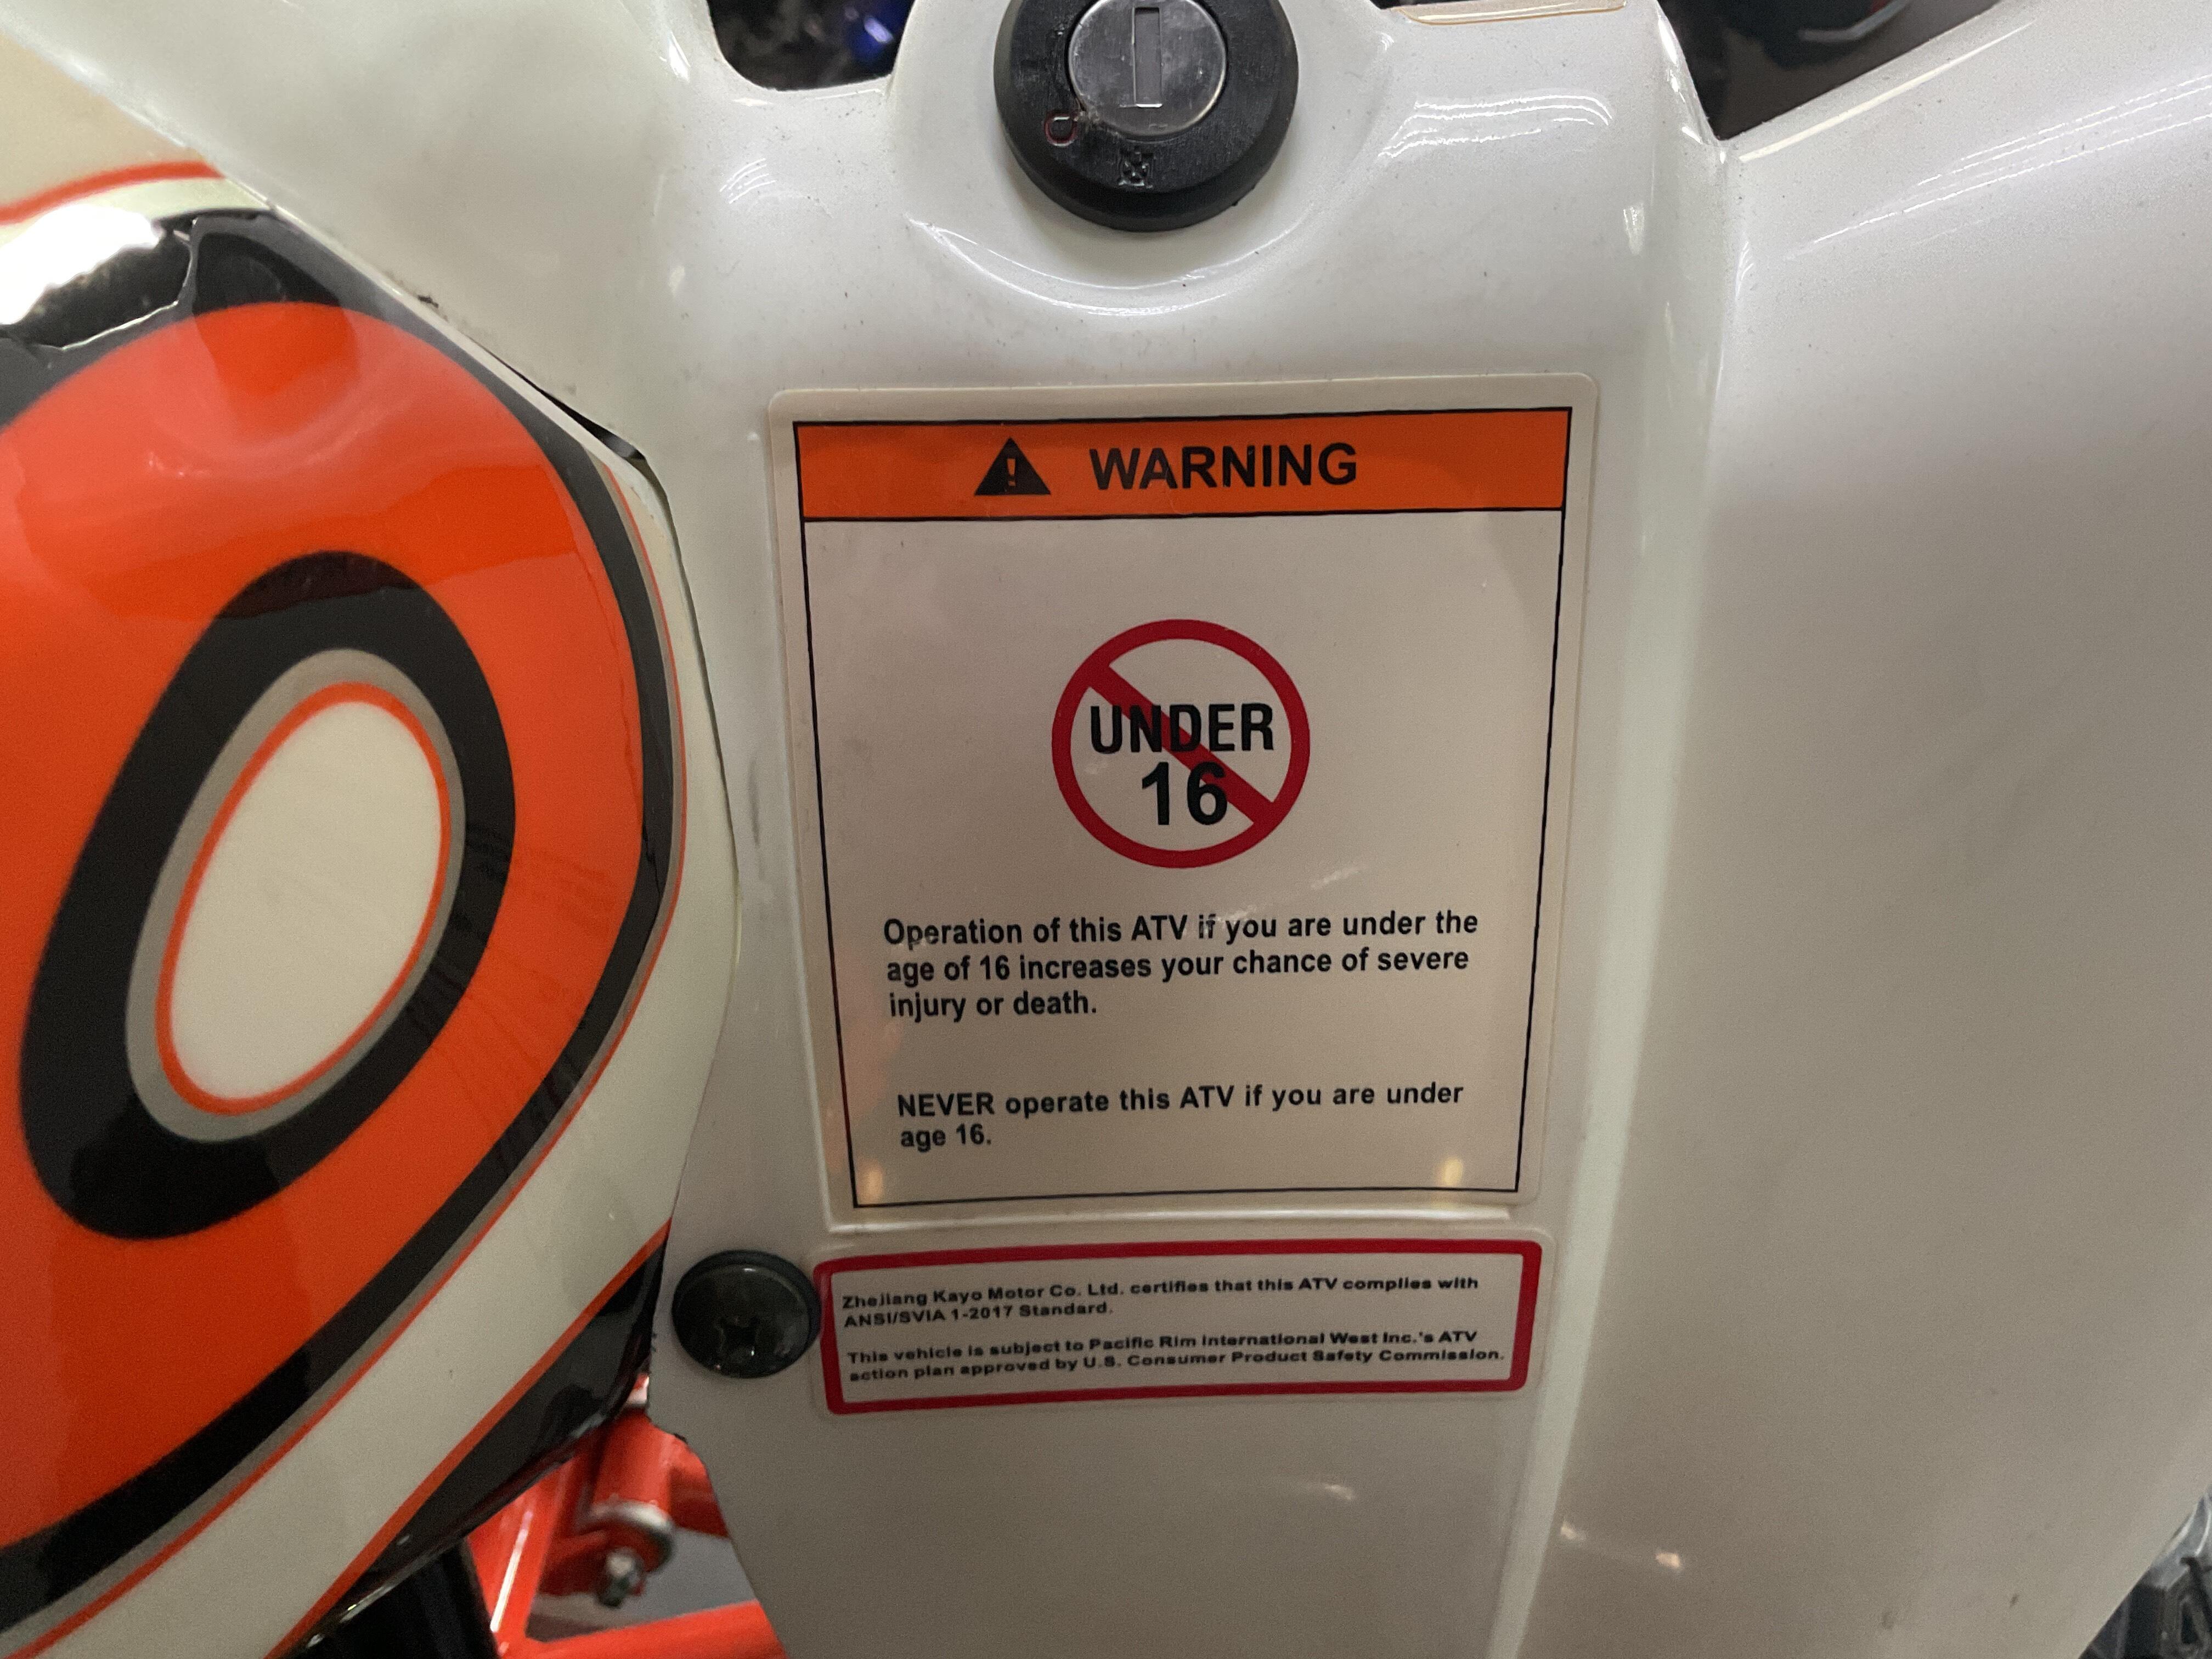 WARNING
UNDER
16
Operation of this ATV if you are under the
age of 16 increases your chance of severe
injury or death.
NEVER operate this ATV if you are under
age 16.
Zhejiang Kayo Motor Co. Ltd. certifies that this ATV complies with
ANSI/SVIA 1-2017 Standard.
This vehicle is subject to Pacific Rim International West Inc.'s ATV
action plan approved by U.S. Consumer Product Safety Commission.